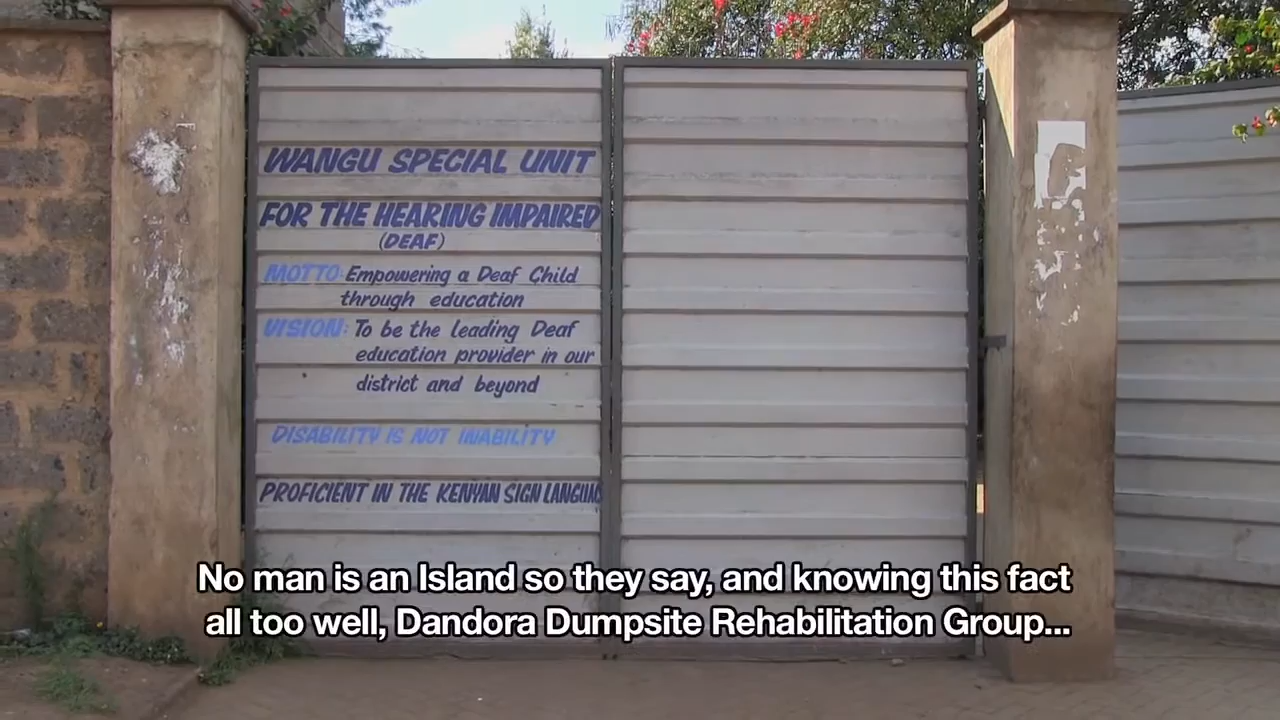 WANGU SPECIAL UNIT
FOR THE HEARING IMPAIRED
(DEAF)
MOTTO: Empowering a Deaf Child
through education
VISION: To be the leading Deaf
education provider in our
district and beyond
DISABILITY IS NOT INABILITY
PROFICIENT IN THE KENYAN SIGN
No man is an Island so they say, and knowing this fact
all too well, Dandora Dumpsite Rehabilitation Group...